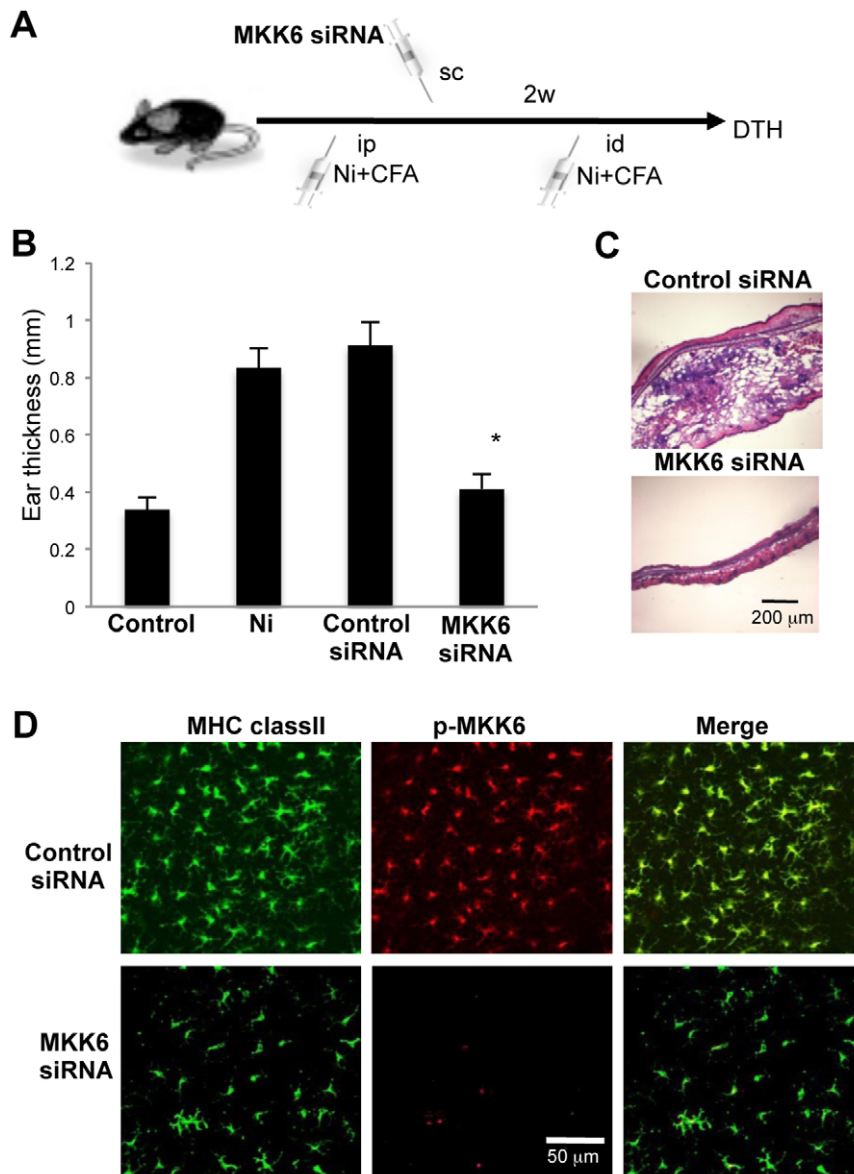 A
MKK6 siRNA
sc
2w
DTH
ip
id
Ni+CFA
Ni+CFA
B
Ear thickness (mm)
1.2
1
0.8
0.6
0.4
0.2
0
*
Control
Ni
Control
siRNA
MKK6
siRNA
C
Control siRNA
MKK6 siRNA
200 μm
D
MHC classII
p-MKK6
Merge
Control
siRNA
MKK6
siRNA
50 μm